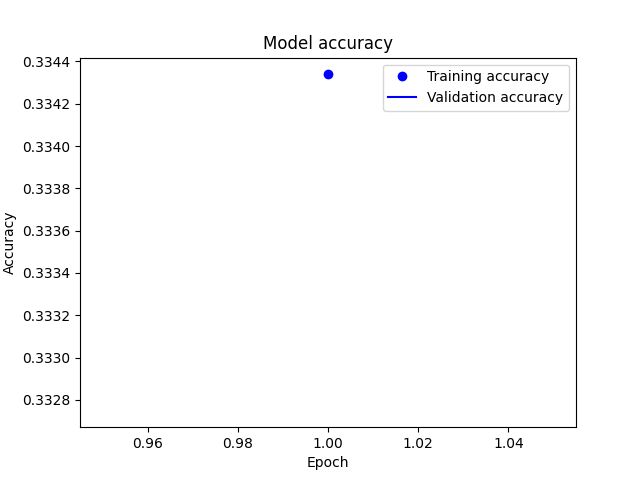 Model accuracy
Training accuracy
Validation accuracy
0.3344
0.3342
0.3340
0.3338
0.3336
0.3334
0.3332
0.3330
0.3328
Accuracy
0.96
0.98
1.00
1.02
1.04
Epoch